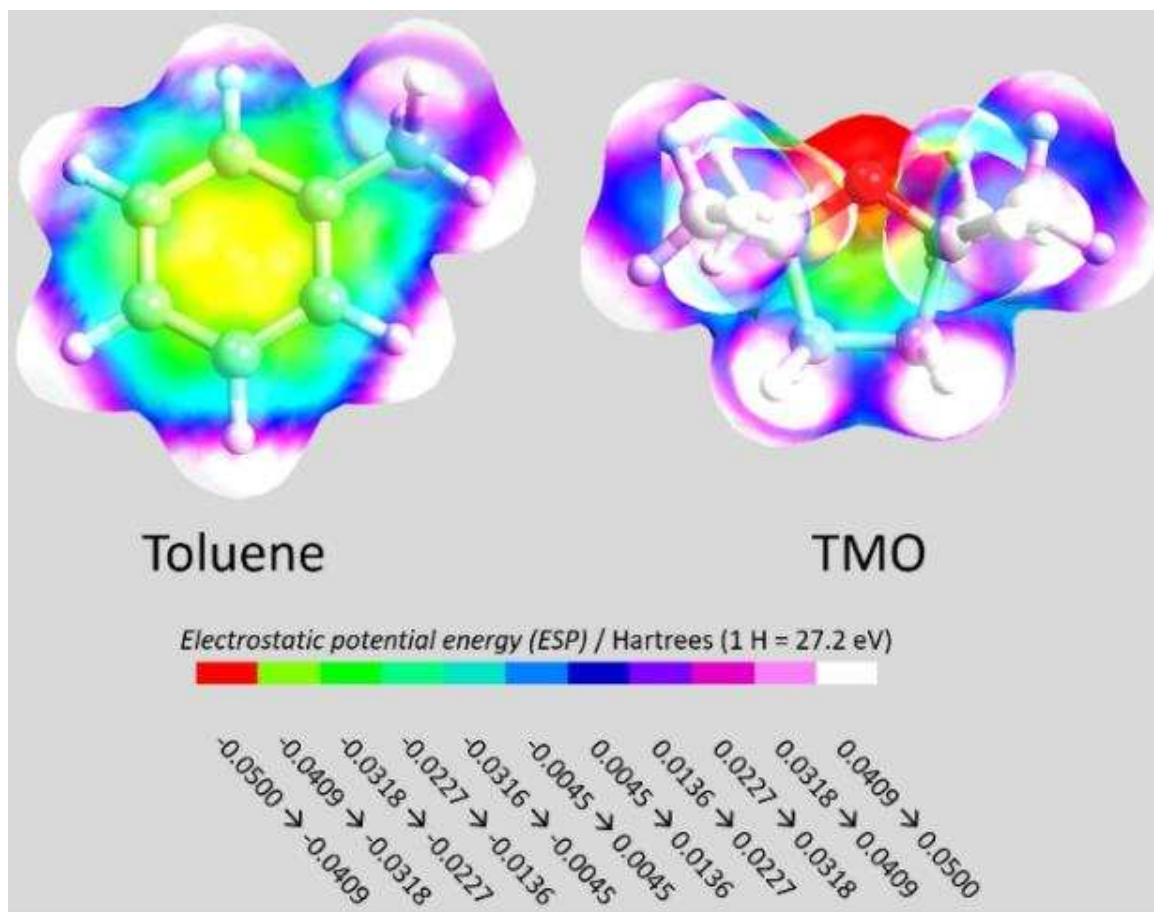 Toluene
TMO
Electrostatic potential energy (ESP) / Hartrees (1 H = 27.2 eV)
-0.0500 → -0.0409
-0.0409 → -0.0318
-0.0318 → -0.0227
-0.0227 → -0.0136
-0.0316 → -0.0045
-0.0045 → 0.0045
0.0045 → 0.0136
0.0136 → 0.0227
0.0227 → 0.0318
0.0318 → 0.0409
0.0409 → 0.0500